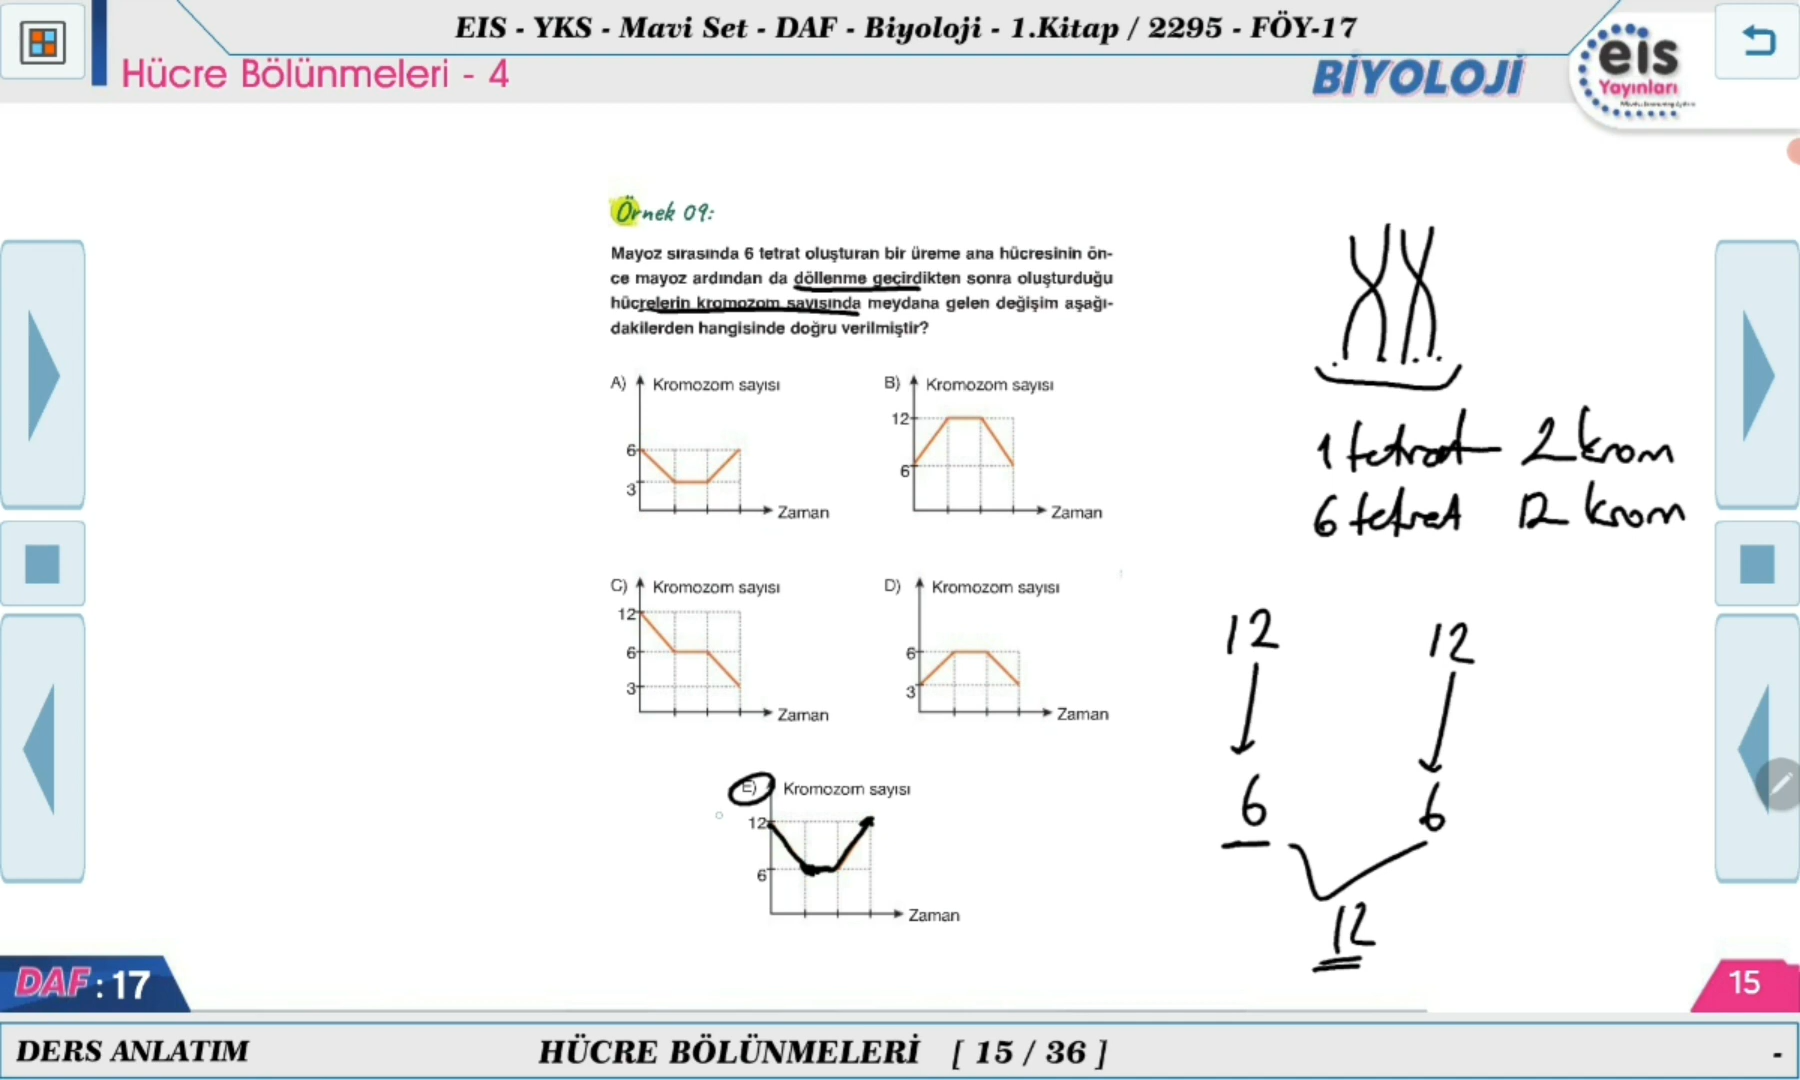 EIS - YKS - Mavi Set - DAF - Biyoloji - 1.Kitap / 2295 - FÖY-17
Hücre Bölünmeleri - 4
BİYOLOJİ
eis
Yayınları
Örnek 09:
Mayoz sırasında 6 tetrat oluşturan bir üreme ana hücresinin ön-
ce mayoz ardından da döllenme geçirdikten sonra oluşturduğu
hücrelerin kromozom sayısında meydana gelen değişim aşağı-
dakilerden hangisinde doğru verilmiştir?
A) Kromozom sayısı
6
3
Zaman
B) Kromozom sayısı
12
6
Zaman
C) Kromozom sayısı
12
6
3
Zaman
D) Kromozom sayısı
6
3
Zaman
E) Kromozom sayısı
12
6
Zaman
1 tetrat 2 krom
6 tetrat 12 krom
12 12
6 6
12
DAF : 17
15
DERS ANLATIM
HÜCRE BÖLÜNMELERİ [ 15 / 36 ]
-